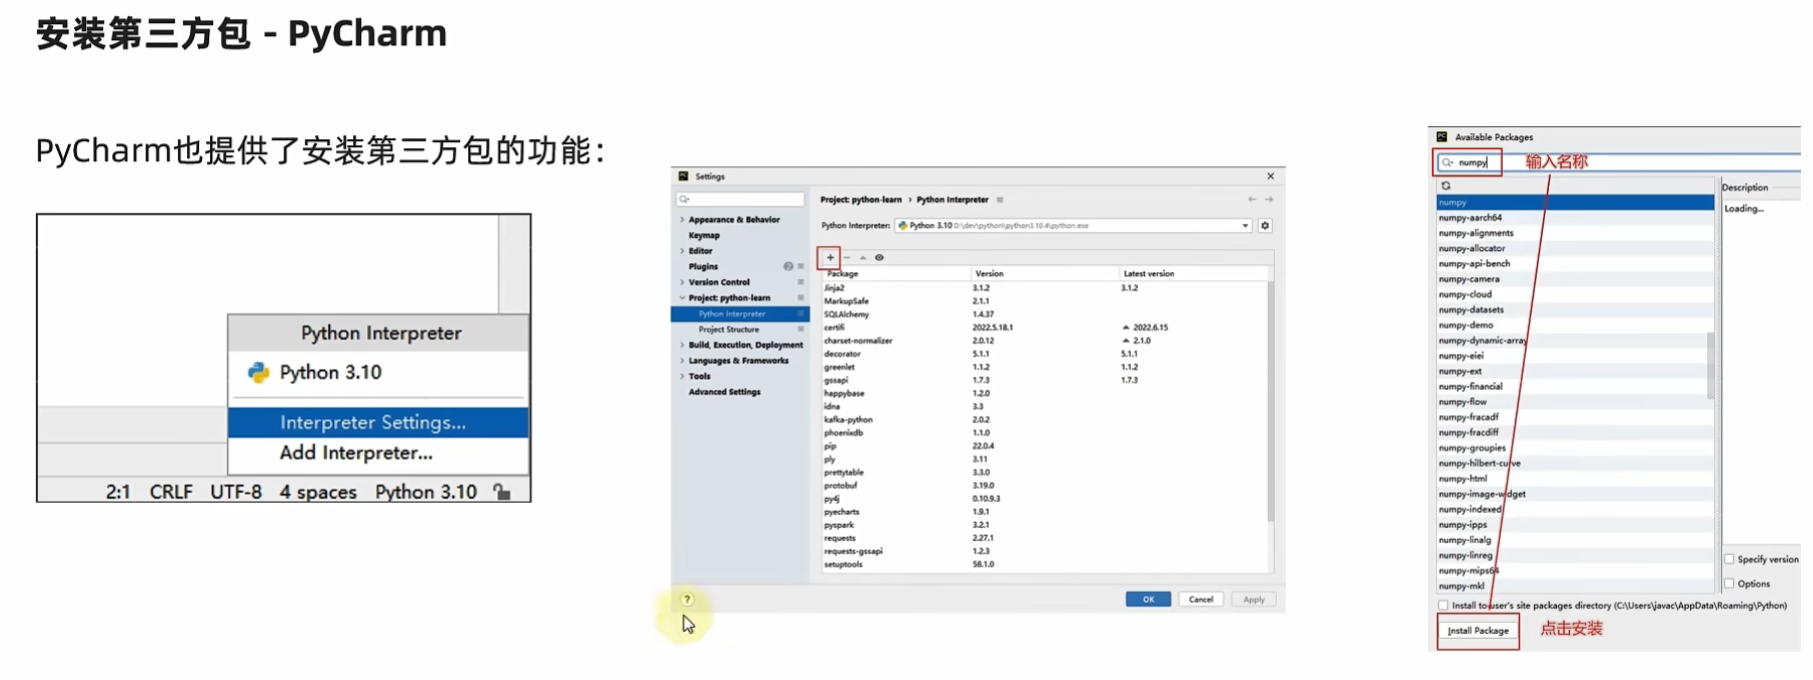 安装第三方包 - PyCharm
PyCharm也提供了安装第三方包的功能：
Python Interpreter
Python 3.10
Interpreter Settings...
Add Interpreter...
2:1 CRLF UTF-8 4 spaces Python 3.10
Settings
Appearance & Behavior
Keymap
Editor
Plugins
Version Control
Project: python-learn
Python Interpreter
Project Structure
Build, Execution, Deployment
Languages & Frameworks
Tools
Advanced Settings
Project: python-learn › Python Interpreter
Python Interpreter: Python 3.10 D:\dev\python\python3.10.4\python.exe
Package Version Latest version
Jinja2 3.1.2 3.1.2
MarkupSafe 2.1.1
SQLAlchemy 1.4.37
certifi 2022.5.18.1 2022.6.15
charset-normalizer 2.0.12 2.1.0
decorator 5.1.1 5.1.1
greenlet 1.1.2 1.1.2
gssapi 1.7.3 1.7.3
happybase 1.2.0
idna 3.3
kafka-python 2.0.2
phoenixdb 1.1.0
pip 22.0.4
ply 3.11
prettytable 3.3.0
protobuf 3.19.0
py4j 0.10.9.3
pyecharts 1.9.1
pyspark 3.2.1
requests 2.27.1
requests-gssapi 1.2.3
setuptools 58.1.0
?
OK Cancel Apply
Available Packages
numpy 输入名称
numpy
numpy-aarch64
numpy-alignments
numpy-allocator
numpy-api-bench
numpy-camera
numpy-cloud
numpy-datasets
numpy-demo
numpy-dynamic-array
numpy-eiei
numpy-ext
numpy-financial
numpy-flow
numpy-fracadf
numpy-fracdiff
numpy-groupies
numpy-hilbert-curve
numpy-html
numpy-image-widget
numpy-indexed
numpy-ipps
numpy-linalg
numpy-linreg
numpy-mips64
numpy-mkl
Description
Loading...
Specify version
Options
Install to user's site packages directory (C:\Users\javac\AppData\Roaming\Python)
Install Package 点击安装